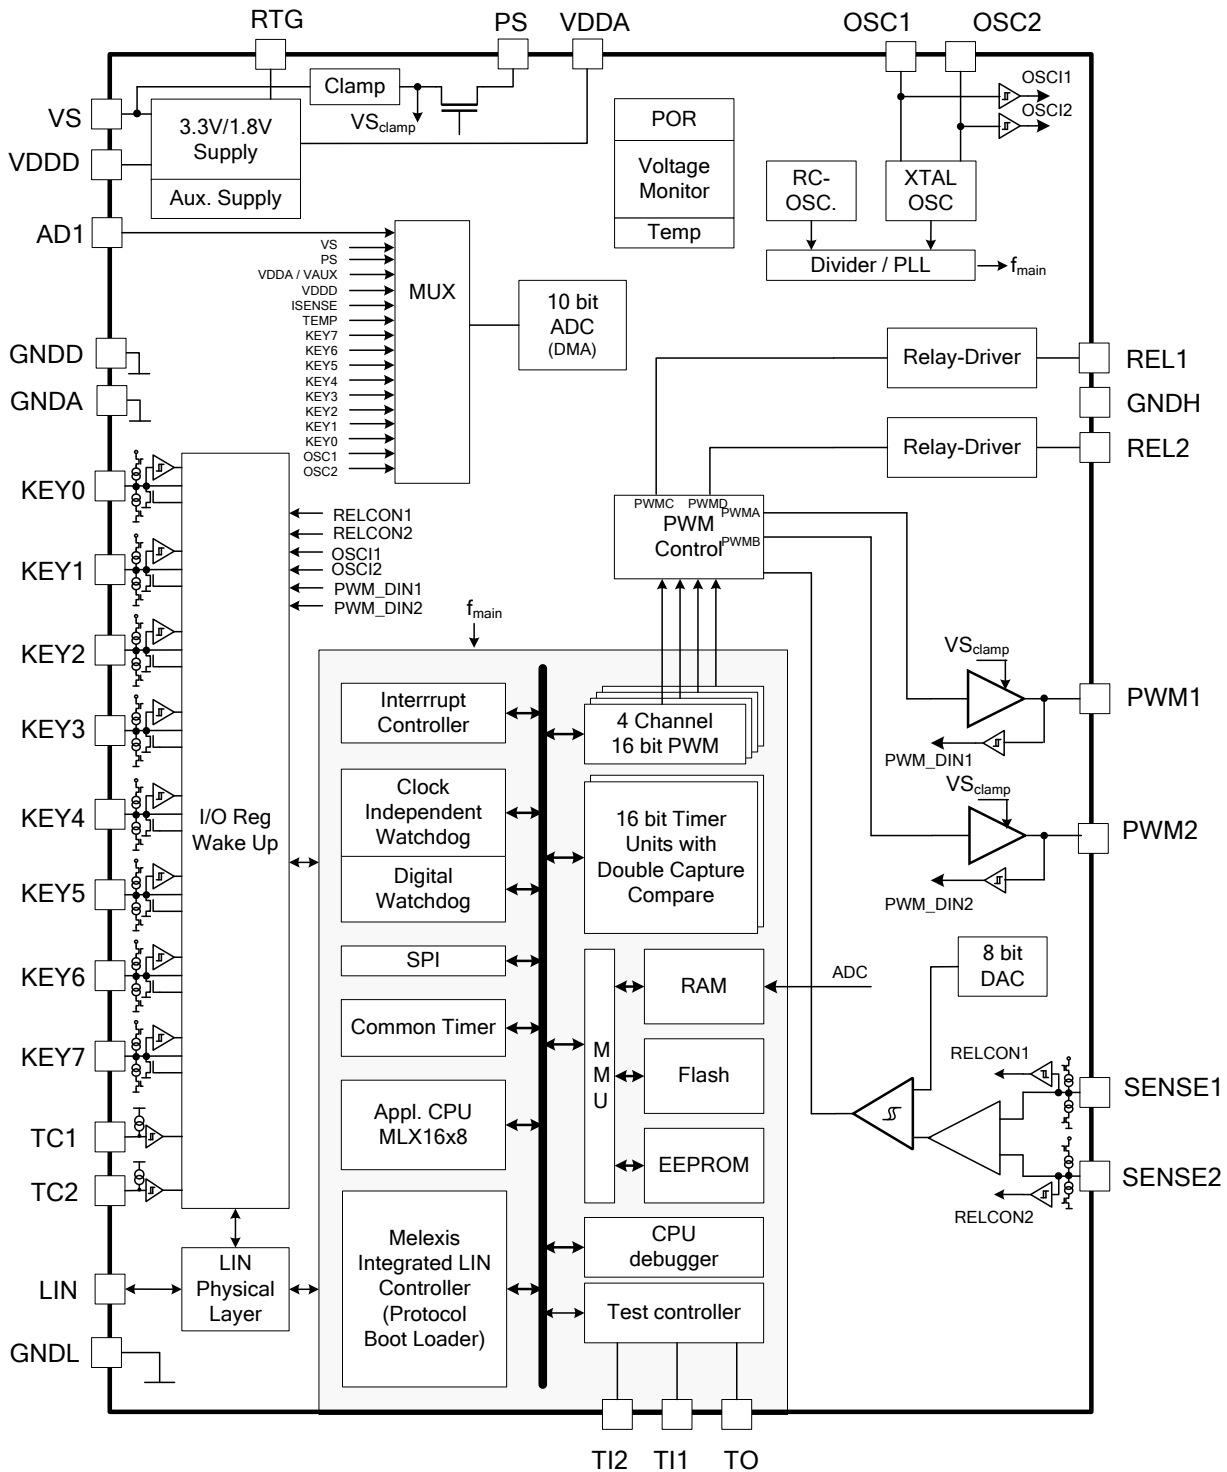 RTG
PS
VDDA
OSC1
OSC2
VS
VDDD
AD1
GNDD
GNDA
KEY0
KEY1
KEY2
KEY3
KEY4
KEY5
KEY6
KEY7
TC1
TC2
LIN
GNDL
Clamp
VSclamp
3.3V/1.8V
Supply
Aux. Supply
POR
Voltage
Monitor
Temp
OSCI1
OSCI2
RC-
OSC.
XTAL
OSC
Divider / PLL
fmain
VS
PS
VDDA / VAUX
VDDD
ISENSE
TEMP
KEY7
KEY6
KEY5
KEY4
KEY3
KEY2
KEY1
KEY0
OSC1
OSC2
MUX
10 bit
ADC
(DMA)
Relay-Driver
REL1
GNDH
Relay-Driver
REL2
PWMC
PWMD
PWMA
PWMB
PWM
Control
RELCON1
RELCON2
OSCI1
OSCI2
PWM_DIN1
PWM_DIN2
I/O Reg
Wake Up
fmain
Interrrupt
Controller
Clock
Independent
Watchdog
Digital
Watchdog
SPI
Common Timer
Appl. CPU
MLX16x8
Melexis
Integrated LIN
Controller
(Protocol
Boot Loader)
4 Channel
16 bit PWM
16 bit Timer
Units with
Double Capture
Compare
M
M
U
RAM
Flash
EEPROM
ADC
CPU
debugger
Test controller
VSclamp
PWM1
PWM_DIN1
VSclamp
PWM2
PWM_DIN2
8 bit
DAC
RELCON1
SENSE1
SENSE2
RELCON2
LIN
Physical
Layer
TI2
TI1
TO